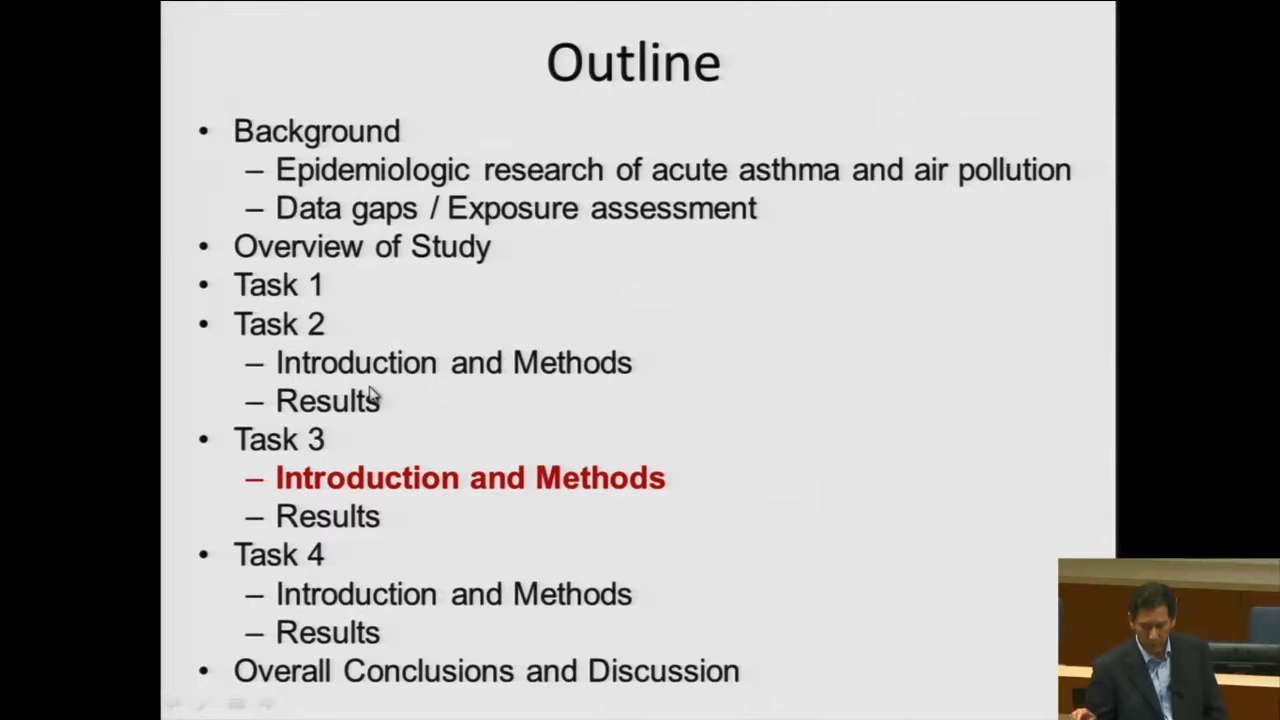 Outline
• Background
– Epidemiologic research of acute asthma and air pollution
– Data gaps / Exposure assessment
• Overview of Study
• Task 1
• Task 2
– Introduction and Methods
– Results
• Task 3
– Introduction and Methods
– Results
• Task 4
– Introduction and Methods
– Results
• Overall Conclusions and Discussion